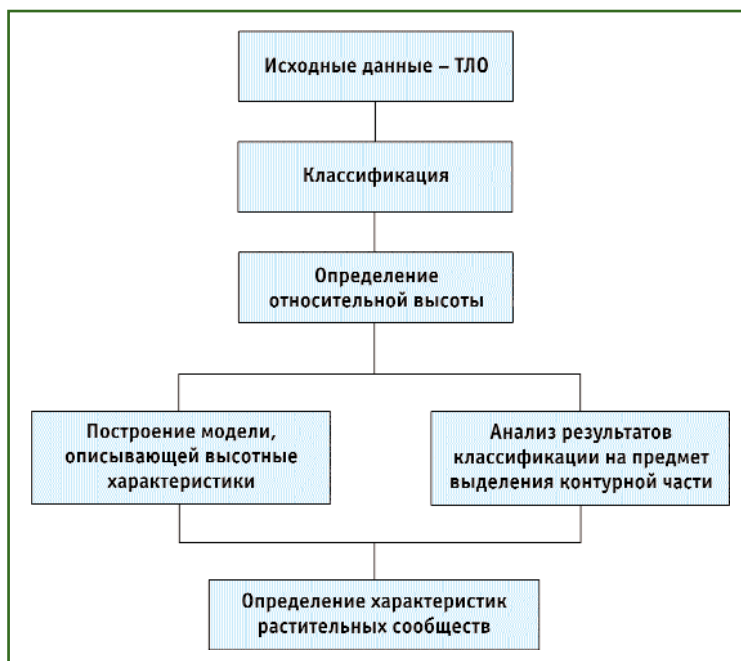 Исходные данные – ТЛО
Классификация
Определение
относительной высоты
Построение модели,
описывающей высотные
характеристики
Анализ результатов
классификации на предмет
выделения контурной части
Определение характеристик
растительных сообществ